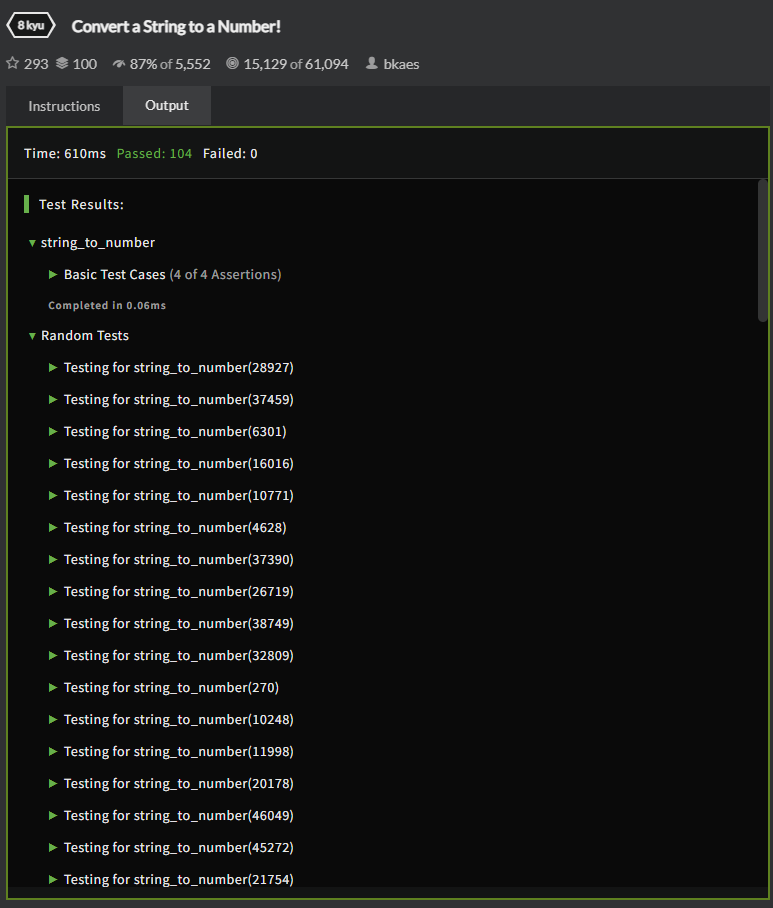 8 kyu Convert a String to a Number!
293 100 87% of 5,552 15,129 of 61,094 bkaes
Instructions Output
Time: 610ms Passed: 104 Failed: 0
Test Results:
string_to_number
Basic Test Cases (4 of 4 Assertions)
Completed in 0.06ms
Random Tests
Testing for string_to_number(28927)
Testing for string_to_number(37459)
Testing for string_to_number(6301)
Testing for string_to_number(16016)
Testing for string_to_number(10771)
Testing for string_to_number(4628)
Testing for string_to_number(37390)
Testing for string_to_number(26719)
Testing for string_to_number(38749)
Testing for string_to_number(32809)
Testing for string_to_number(270)
Testing for string_to_number(10248)
Testing for string_to_number(11998)
Testing for string_to_number(20178)
Testing for string_to_number(46049)
Testing for string_to_number(45272)
Testing for string_to_number(21754)